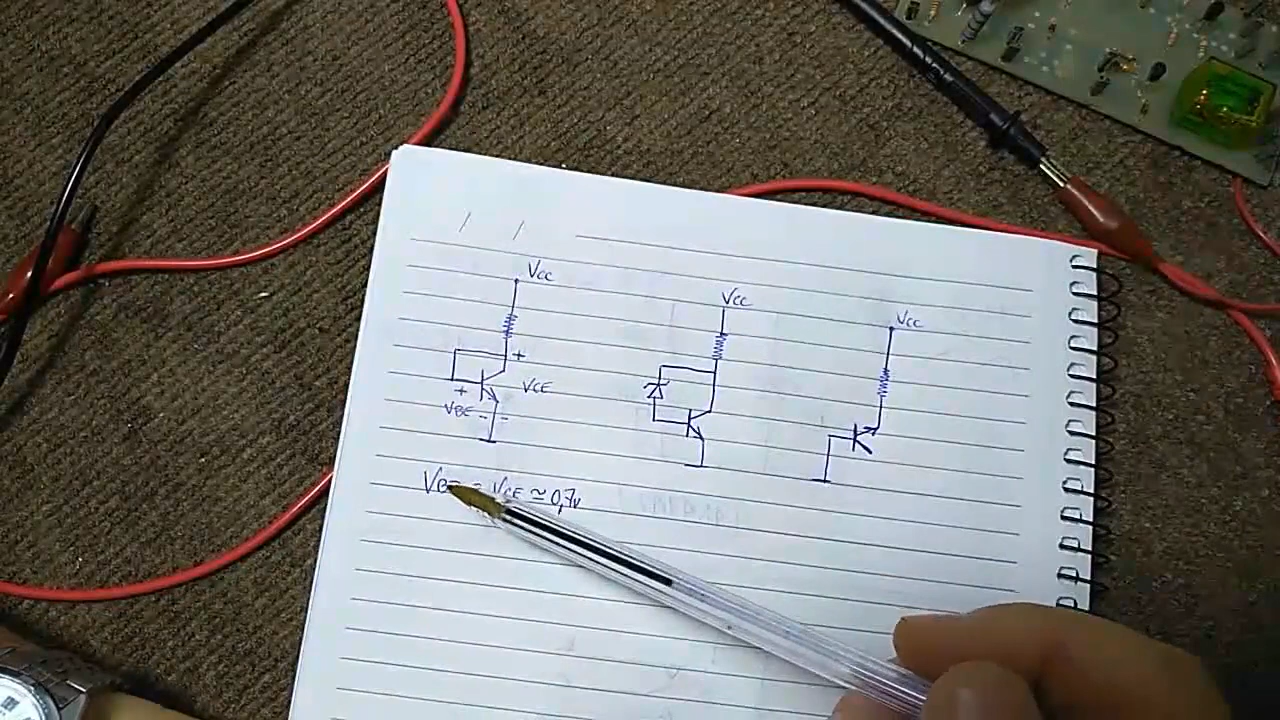 / /
Vcc
Vcc
Vcc
+
+
VCE
VBE - -
VBE = VCE ≅ 0,7v